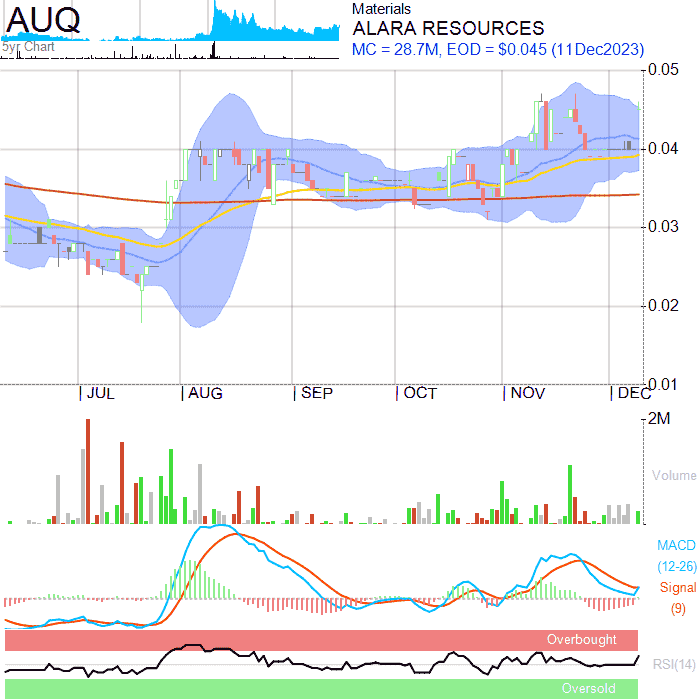 AUQ
5yr Chart
Materials
ALARA RESOURCES
MC = 28.7M, EOD = $0.045 (11Dec2023)
0.05
0.04
0.03
0.02
0.01
JUL AUG SEP OCT NOV DEC
2M
Volume
MACD
(12-26)
Signal
(9)
Overbought
RSI(14)
Oversold